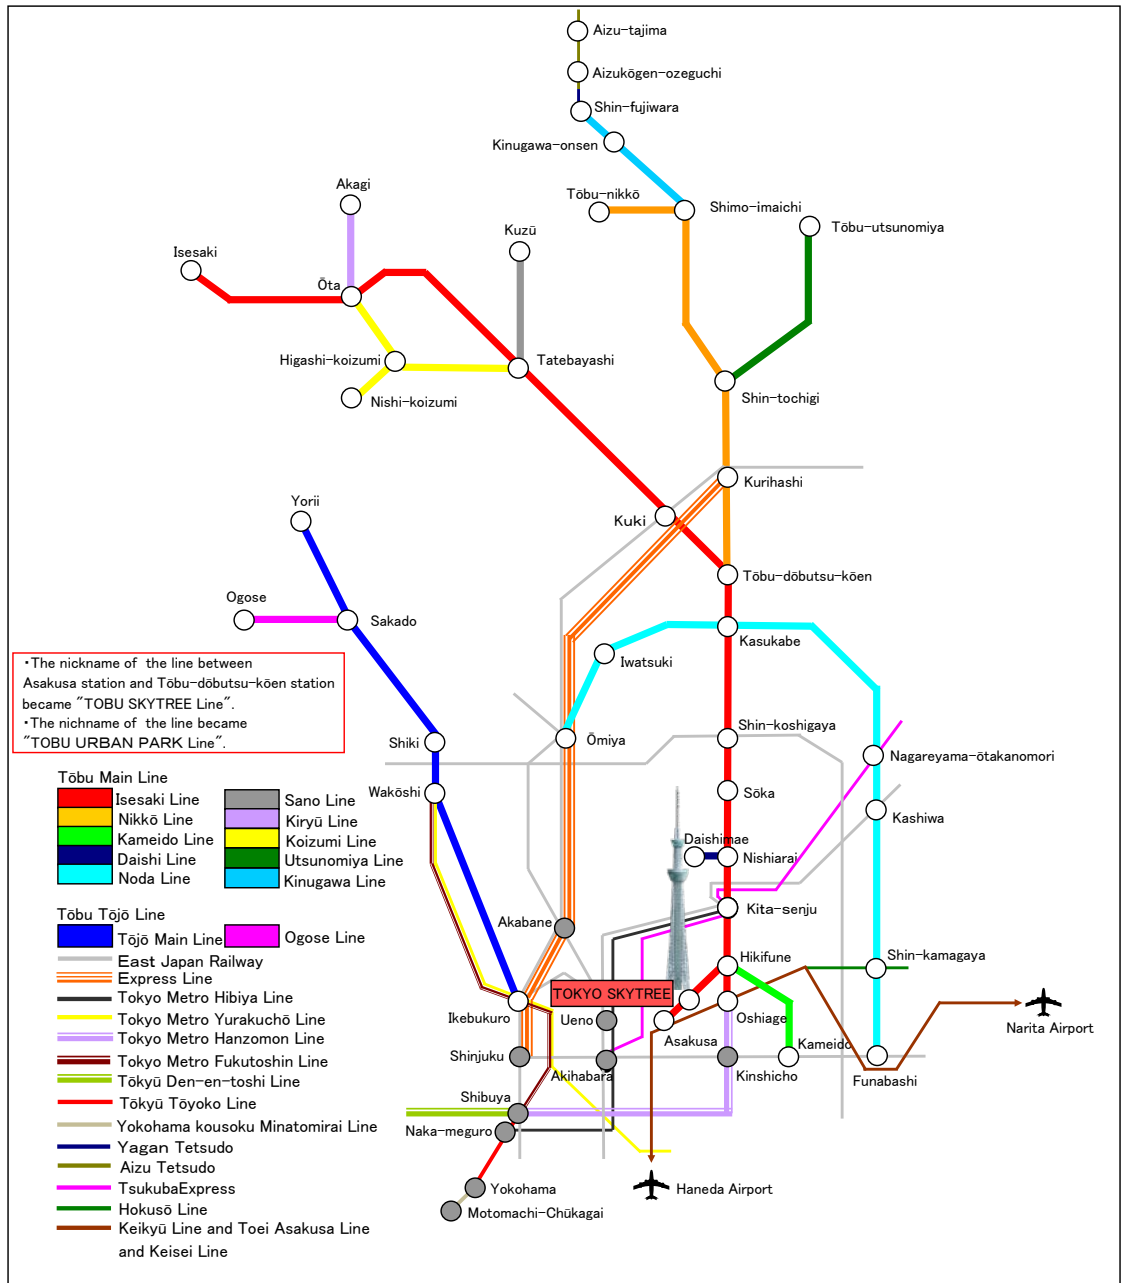 Aizu-tajima
Aizukōgen-ozeguchi
Shin-fujiwara
Kinugawa-onsen
Akagi
Tōbu-nikkō
Shimo-imaichi
Kuzū
Tōbu-utsunomiya
Isesaki
Ōta
Higashi-koizumi
Tatebayashi
Nishi-koizumi
Shin-tochigi
Kurihashi
Yorii
Kuki
Tōbu-dōbutsu-kōen
Ogose
Sakado
Kasukabe
Iwatsuki
・The nickname of the line between
Asakusa station and Tōbu-dōbutsu-kōen station
became "TOBU SKYTREE Line".
・The nichname of the line became
"TOBU URBAN PARK Line".
Shiki
Ōmiya
Shin-koshigaya
Nagareyama-ōtakanomori
Wakōshi
Sōka
Kashiwa
Daishimae
Nishiarai
Kita-senju
Akabane
Hikifune
Shin-kamagaya
TOKYO SKYTREE
Ikebukuro
Ueno
Asakusa
Oshiage
Narita Airport
Shinjuku
Akihabara
Kinshicho
Kameido
Funabashi
Shibuya
Naka-meguro
Yokohama
Haneda Airport
Motomachi-Chūkagai
Tōbu Main Line
Isesaki Line
Nikkō Line
Kameido Line
Daishi Line
Noda Line
Sano Line
Kiryū Line
Koizumi Line
Utsunomiya Line
Kinugawa Line
Tōbu Tōjō Line
Tōjō Main Line
Ogose Line
East Japan Railway
Express Line
Tokyo Metro Hibiya Line
Tokyo Metro Yurakuchō Line
Tokyo Metro Hanzomon Line
Tokyo Metro Fukutoshin Line
Tōkyū Den-en-toshi Line
Tōkyū Tōyoko Line
Yokohama kousoku Minatomirai Line
Yagan Tetsudo
Aizu Tetsudo
TsukubaExpress
Hokusō Line
Keikyū Line and Toei Asakusa Line
and Keisei Line